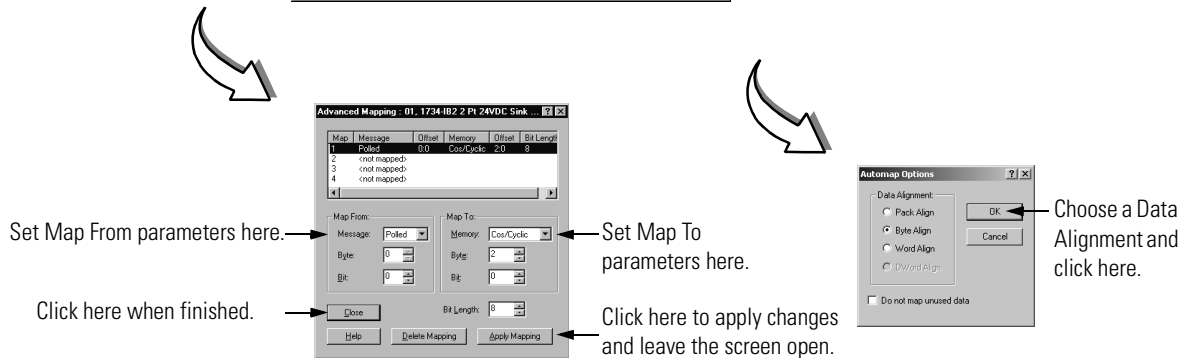 Advanced Mapping : 01, 1734-IB2 2 Pt 24VDC Sink ...
Map Message Offset Memory Offset Bit Length
1 Polled 0:0 Cos/Cyclic 2:0 8
2 <not mapped>
3 <not mapped>
4 <not mapped>
Set Map From parameters here.
Map From:
Message: Polled
Byte: 0
Bit: 0
Map To:
Memory: Cos/Cyclic
Byte: 2
Bit: 0
Set Map To
parameters here.
Click here when finished.
Close
Bit Length: 8
Help Delete Mapping Apply Mapping
Click here to apply changes
and leave the screen open.
Automap Options
Data Alignment:
Pack Align
Byte Align
Word Align
DWord Align
OK
Cancel
Do not map unused data
Choose a Data
Alignment and
click here.